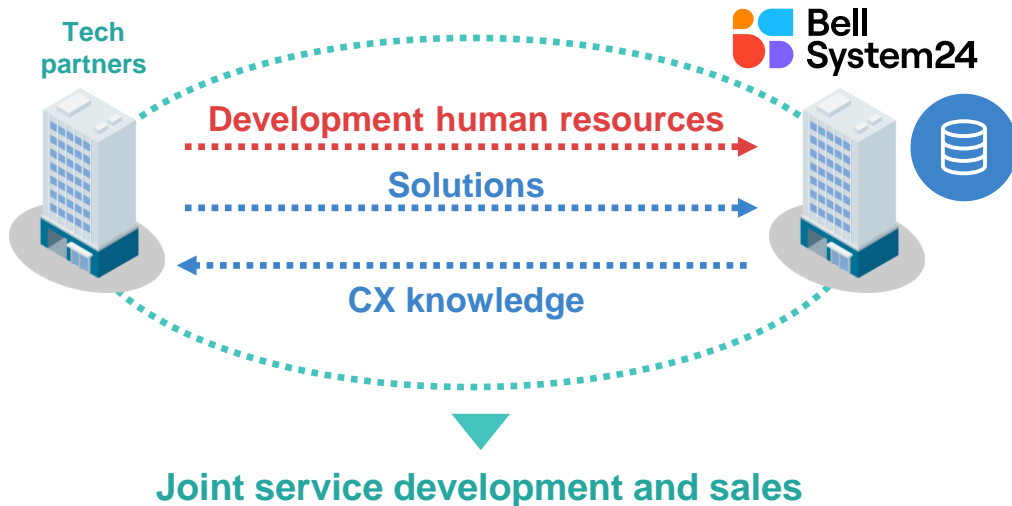 Tech
partners
Bell
System24
Development human resources
Solutions
CX knowledge
Joint service development and sales